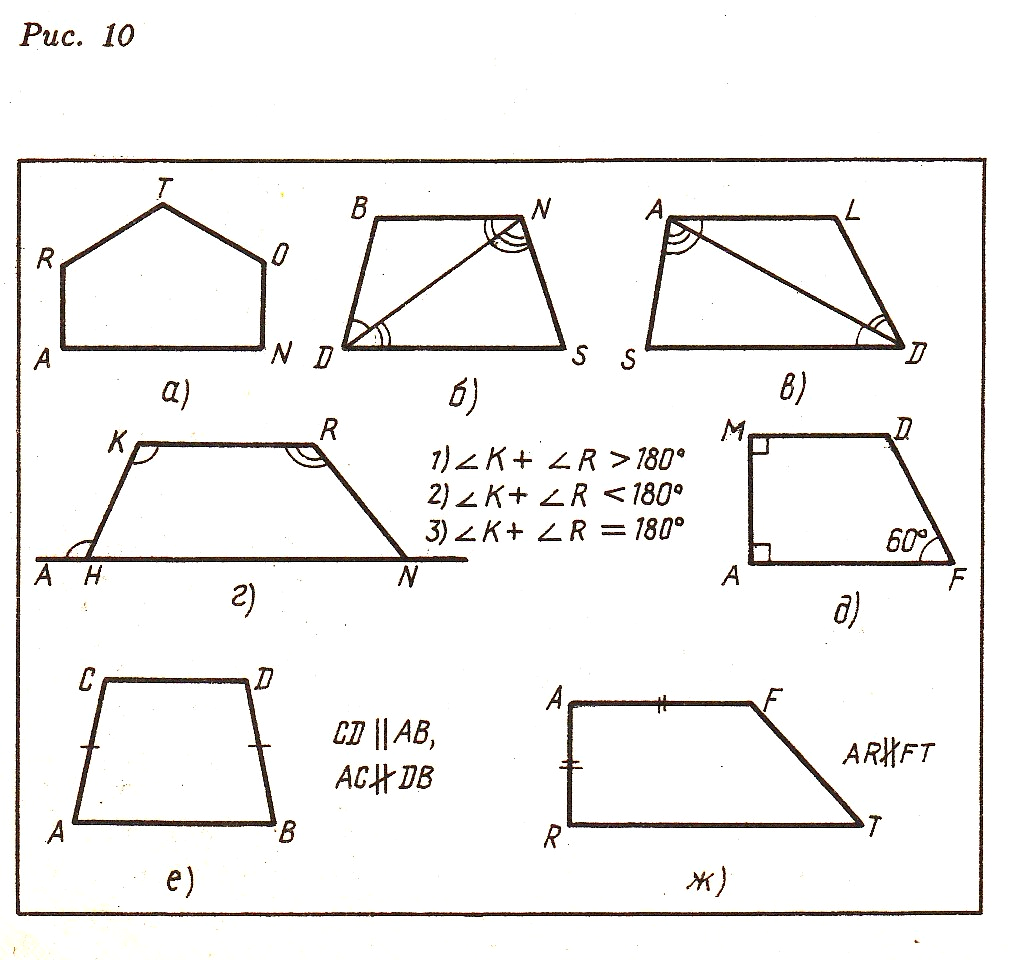 Рис. 10
T
R
O
A
N
а)
B
N
D
S
б)
A
L
S
D
в)
K
R
A
H
N
г)
1) ∠K + ∠R > 180°
2) ∠K + ∠R < 180°
3) ∠K + ∠R = 180°
M
D
60°
A
F
д)
C
D
A
B
CD || AB,
AC ∦ DB
е)
A
F
R
T
AR ∦ FT
ж)